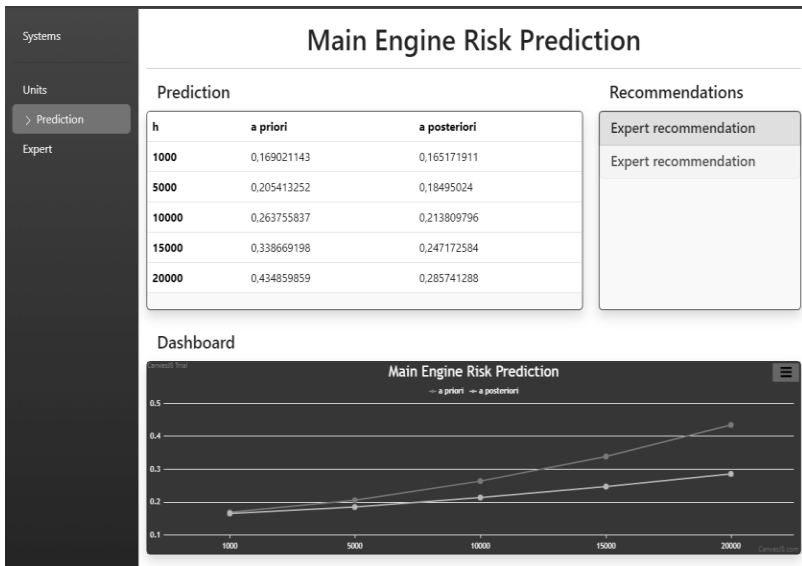 Systems
Units
> Prediction
Expert
Main Engine Risk Prediction
Prediction
h a priori a posteriori
1000 0,169021143 0,165171911
5000 0,205413252 0,18495024
10000 0,263755837 0,213809796
15000 0,338669198 0,247172584
20000 0,434859859 0,285741288
Recommendations
Expert recommendation
Expert recommendation
Dashboard
CanvasJS Trial
Main Engine Risk Prediction
a priori a posteriori
0.5
0.4
0.3
0.2
0.1
1000 5000 10000 15000 20000
CanvasJS.com